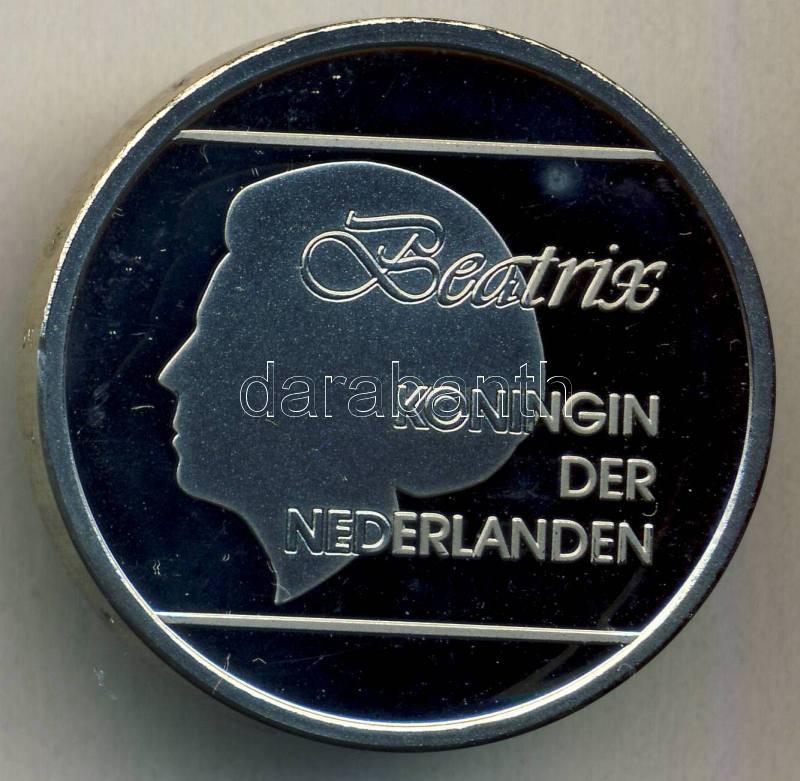 Beatrix
darabanth
KONINGIN
DER
NEDERLANDEN